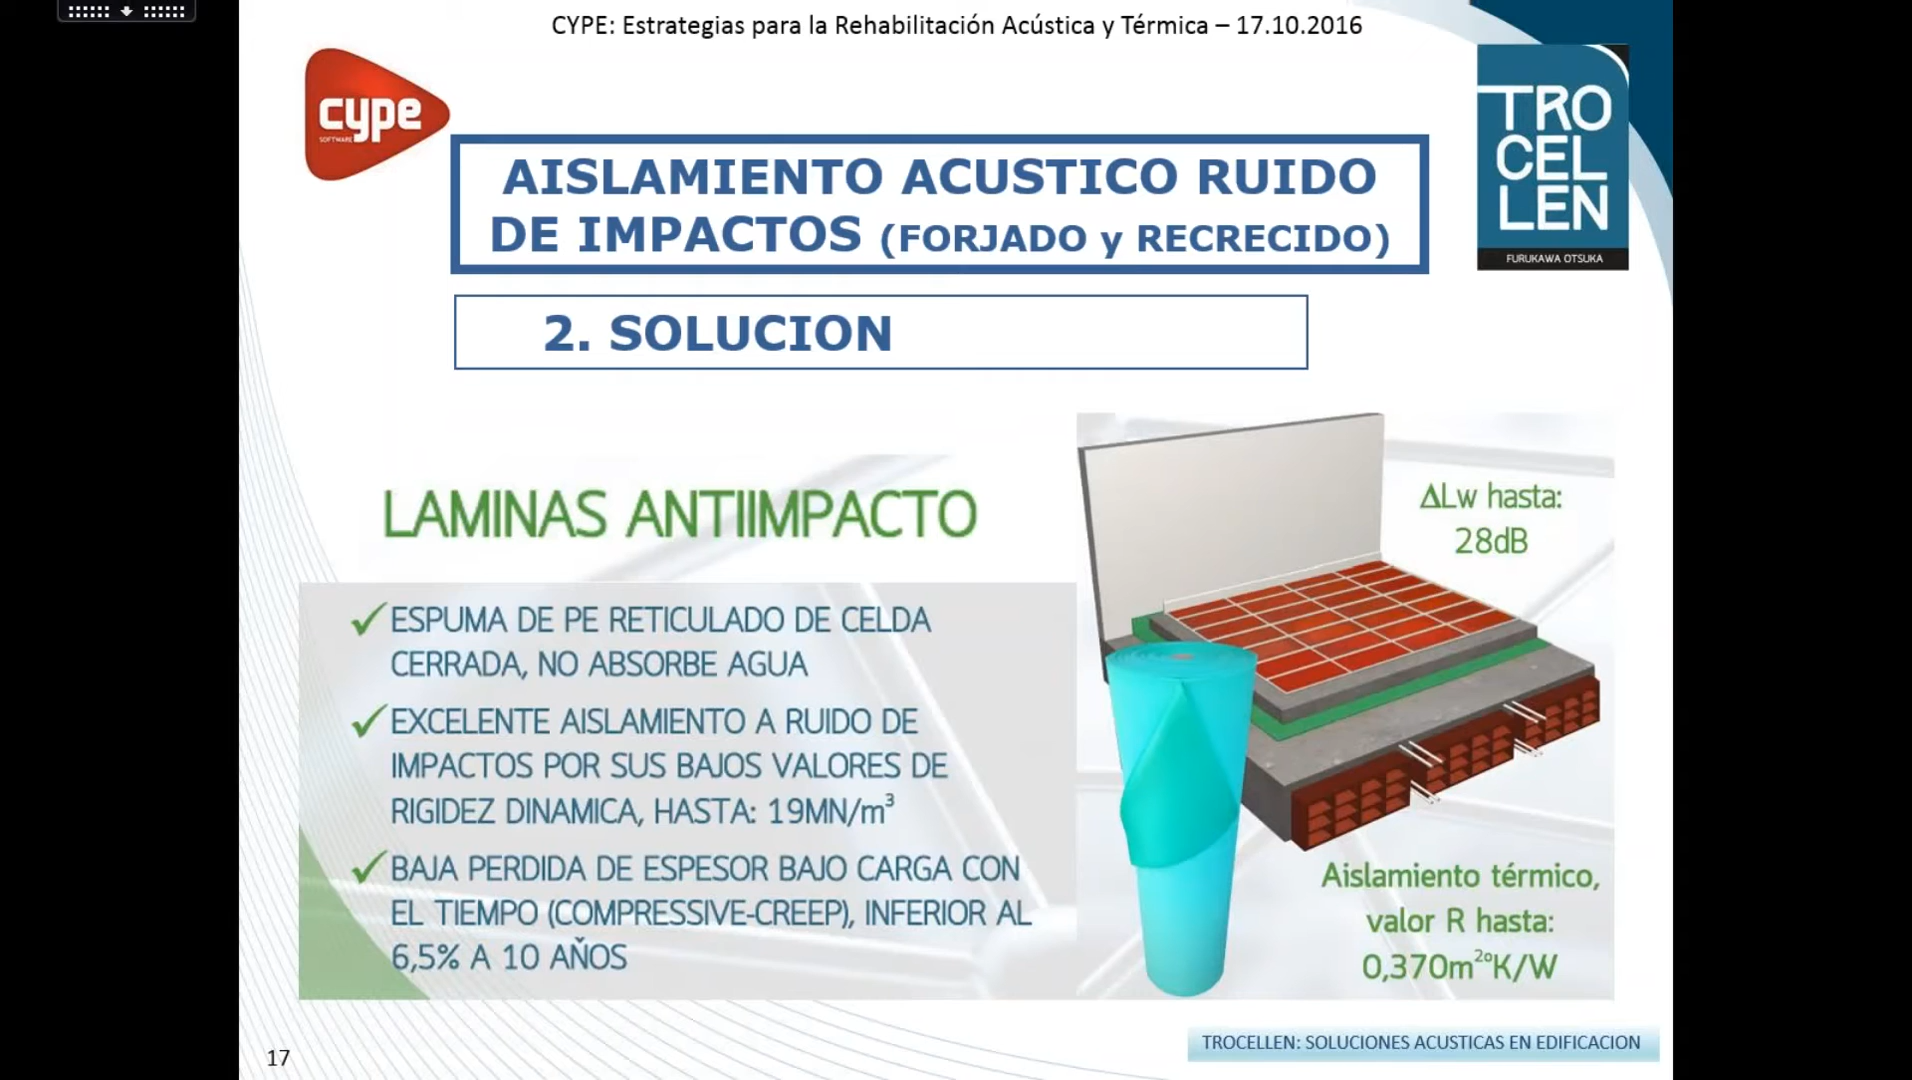 CYPE: Estrategias para la Rehabilitación Acústica y Térmica – 17.10.2016
cype
SOFTWARE
TRO
CEL
LEN
FURUKAWA OTSUKA
AISLAMIENTO ACUSTICO RUIDO
DE IMPACTOS (FORJADO y RECRECIDO)
2. SOLUCION
LAMINAS ANTIIMPACTO
✓ ESPUMA DE PE RETICULADO DE CELDA
CERRADA, NO ABSORBE AGUA
✓ EXCELENTE AISLAMIENTO A RUIDO DE
IMPACTOS POR SUS BAJOS VALORES DE
RIGIDEZ DINAMICA, HASTA: 19MN/m³
✓ BAJA PERDIDA DE ESPESOR BAJO CARGA CON
EL TIEMPO (COMPRESSIVE-CREEP), INFERIOR AL
6,5% A 10 AŇOS
ΔLw hasta:
28dB
Aislamiento térmico,
valor R hasta:
0,370m²°K/W
TROCELLEN: SOLUCIONES ACUSTICAS EN EDIFICACION
17